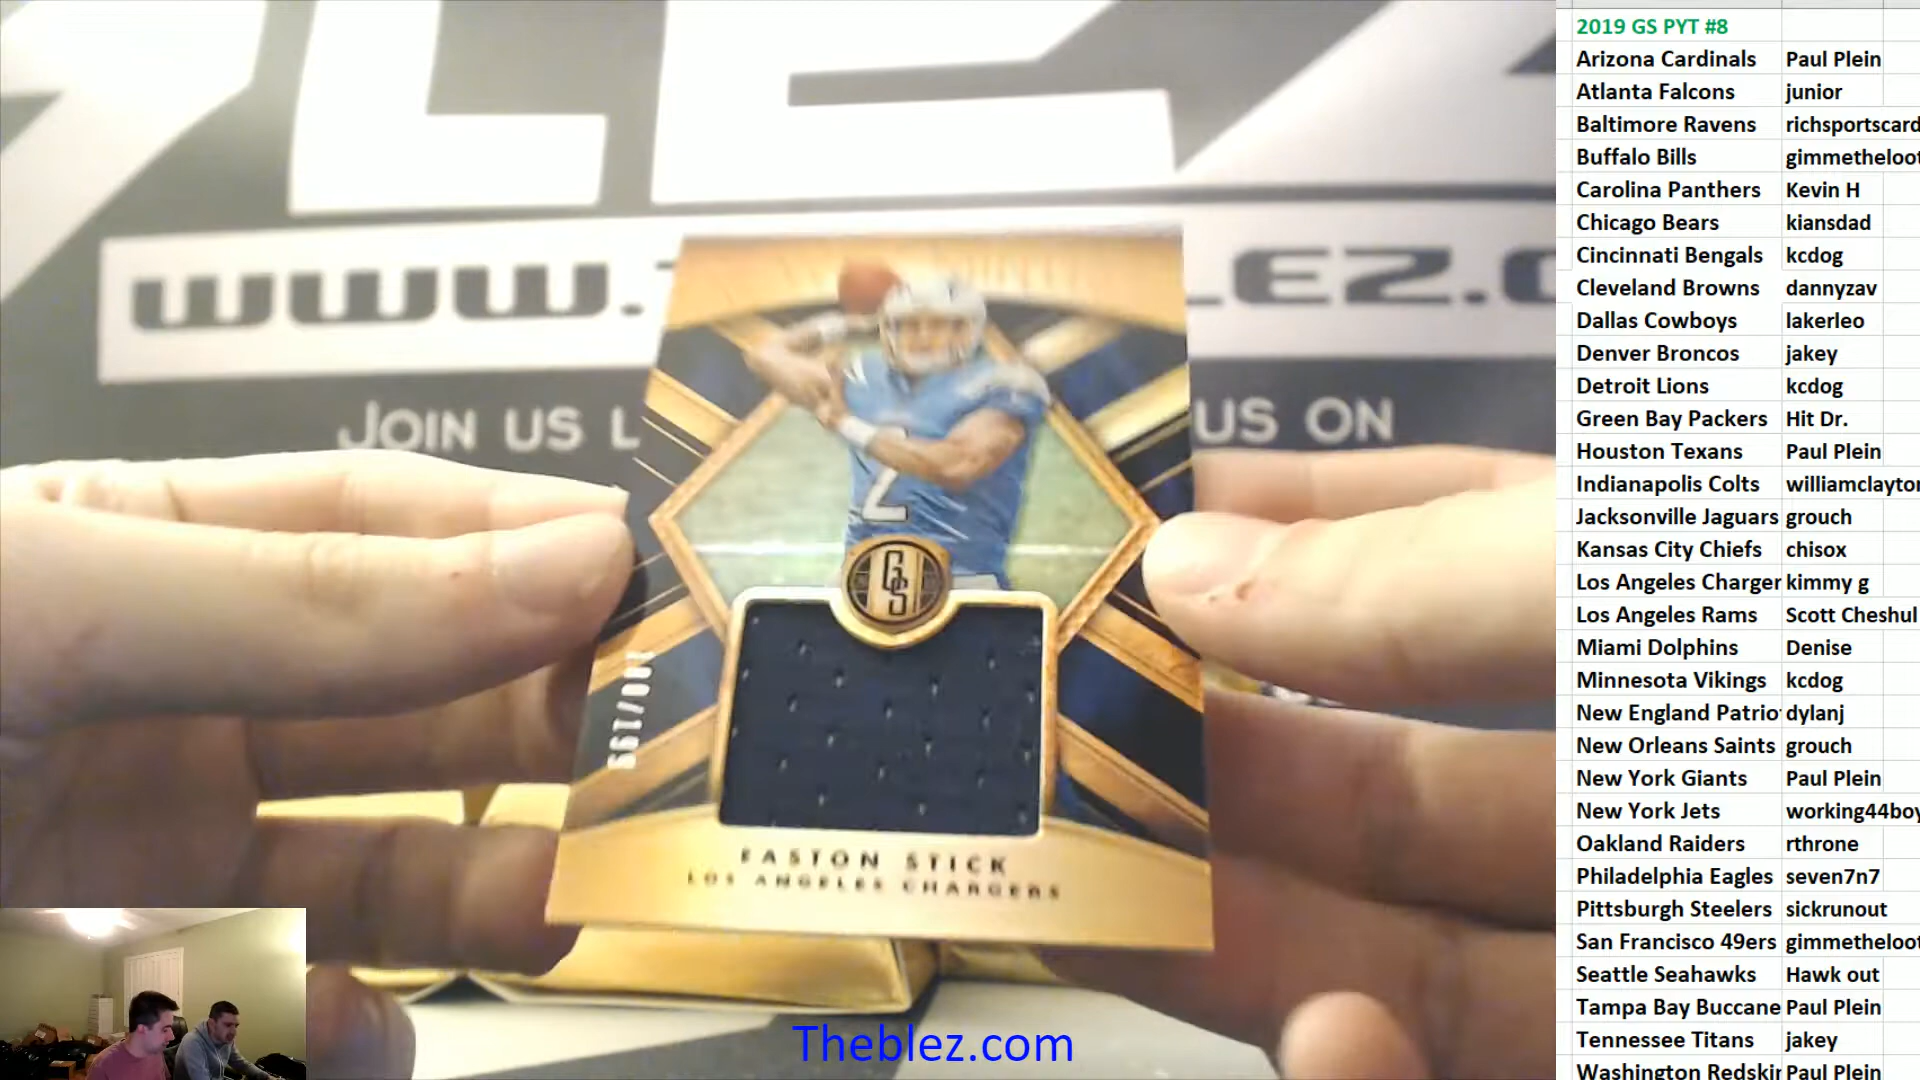 WWW.
LEZ.C
JOIN US L
US ON
2
GS
100/199
EASTON STICK
LOS ANGELES CHARGERS
Theblez.com
2019 GS PYT #8
Arizona Cardinals Paul Plein
Atlanta Falcons junior
Baltimore Ravens richsportscard
Buffalo Bills gimmetheloot
Carolina Panthers Kevin H
Chicago Bears kiansdad
Cincinnati Bengals kcdog
Cleveland Browns dannyzav
Dallas Cowboys lakerleo
Denver Broncos jakey
Detroit Lions kcdog
Green Bay Packers Hit Dr.
Houston Texans Paul Plein
Indianapolis Colts williamclayton
Jacksonville Jaguars grouch
Kansas City Chiefs chisox
Los Angeles Charger kimmy g
Los Angeles Rams Scott Cheshul
Miami Dolphins Denise
Minnesota Vikings kcdog
New England Patriot dylanj
New Orleans Saints grouch
New York Giants Paul Plein
New York Jets working44boy
Oakland Raiders rthrone
Philadelphia Eagles seven7n7
Pittsburgh Steelers sickrunout
San Francisco 49ers gimmetheloot
Seattle Seahawks Hawk out
Tampa Bay Buccane Paul Plein
Tennessee Titans jakey
Washington Redskin Paul Plein